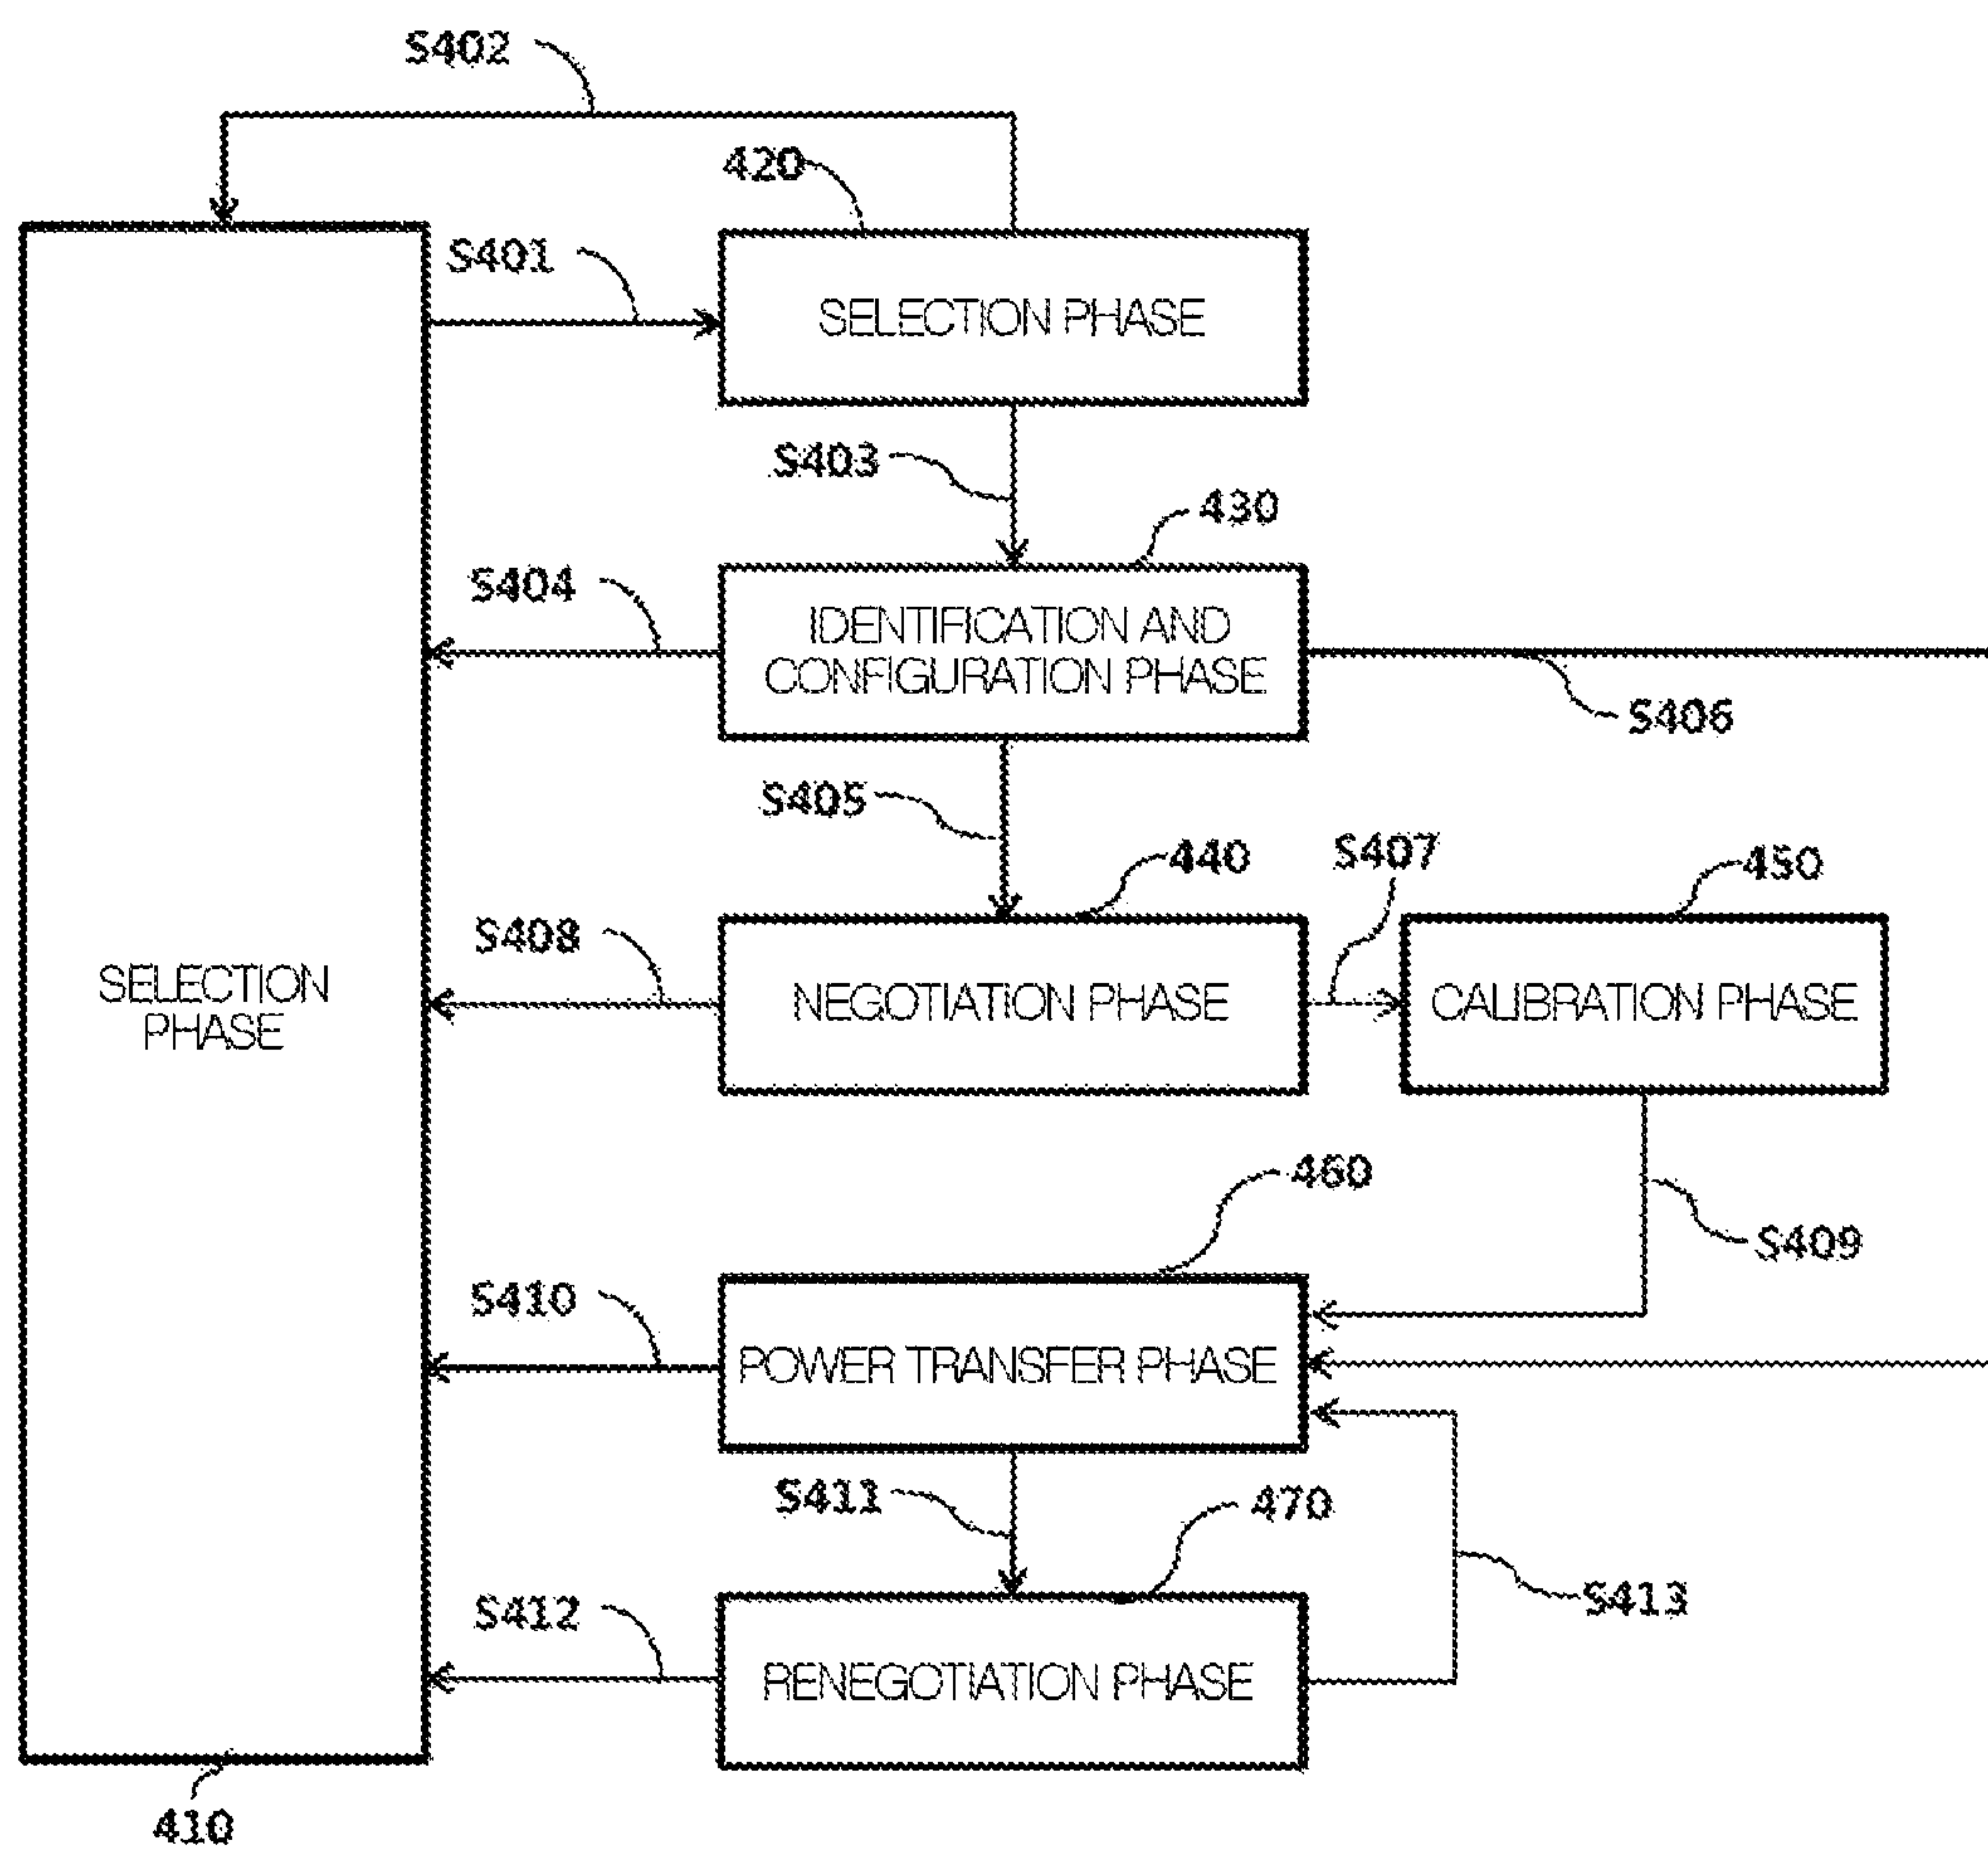 S402
420
S401
SELECTION PHASE
S403
430
S404
IDENTIFICATION AND
CONFIGURATION PHASE
S406
S405
440
S407
450
S408
SELECTION
PHASE
NEGOTIATION PHASE
CALIBRATION PHASE
460
S409
S410
POWER TRANSFER PHASE
S411
470
S412
S413
RENEGOTIATION PHASE
410